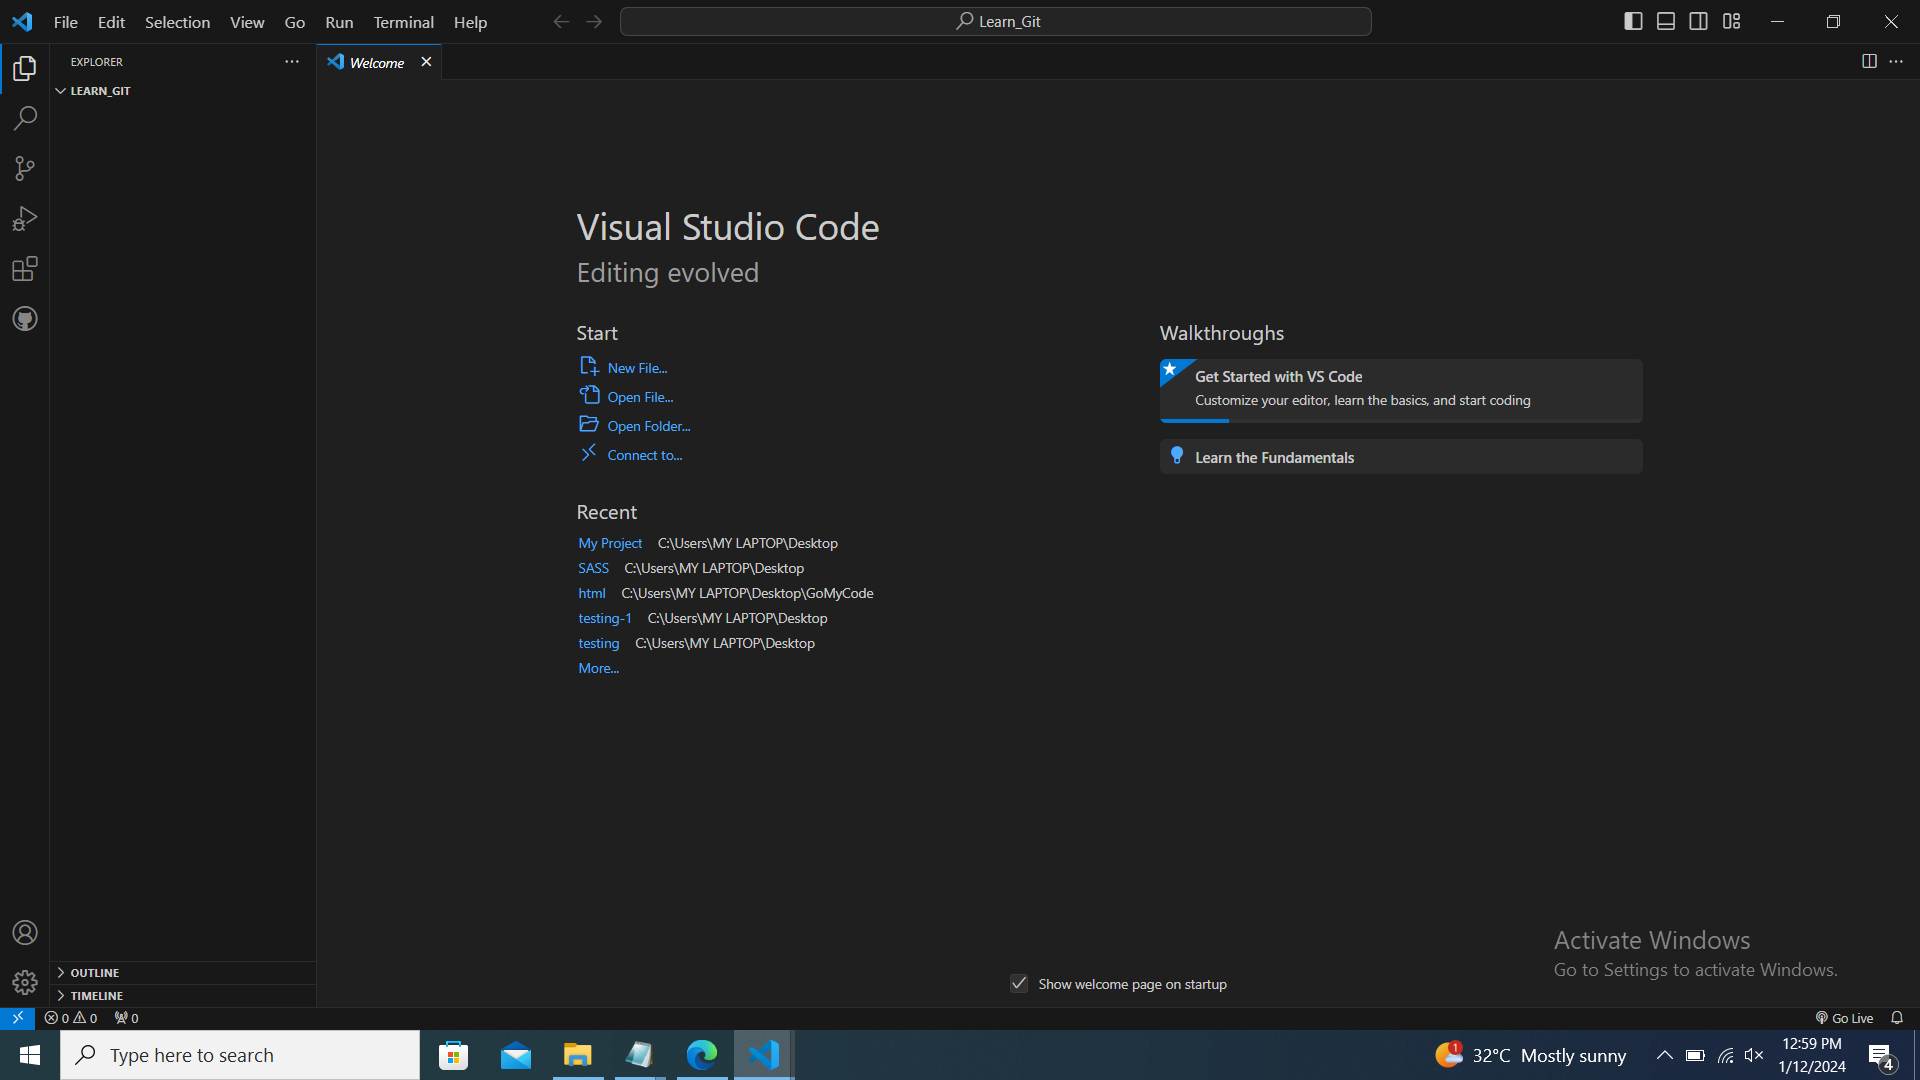 File Edit Selection View Go Run Terminal Help
Learn_Git
EXPLORER
Welcome
LEARN_GIT
Visual Studio Code
Editing evolved
Start
New File...
Open File...
Open Folder...
Connect to...
Walkthroughs
Get Started with VS Code
Customize your editor, learn the basics, and start coding
Learn the Fundamentals
Recent
My Project C:\Users\MY LAPTOP\Desktop
SASS C:\Users\MY LAPTOP\Desktop
html C:\Users\MY LAPTOP\Desktop\GoMyCode
testing-1 C:\Users\MY LAPTOP\Desktop
testing C:\Users\MY LAPTOP\Desktop
More...
Activate Windows
Go to Settings to activate Windows.
OUTLINE
Show welcome page on startup
TIMELINE
0 0 0
Go Live
Type here to search
1
32°C Mostly sunny
12:59 PM
1/12/2024
4